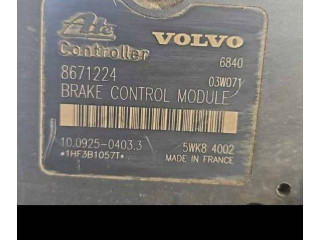 Ate VOLVO
Controller 6840
8671224 03W071
BRAKE CONTROL MODULE
10.0925-0403.3 5WK8 4002
*1HF3B1057T* MADE IN FRANCE